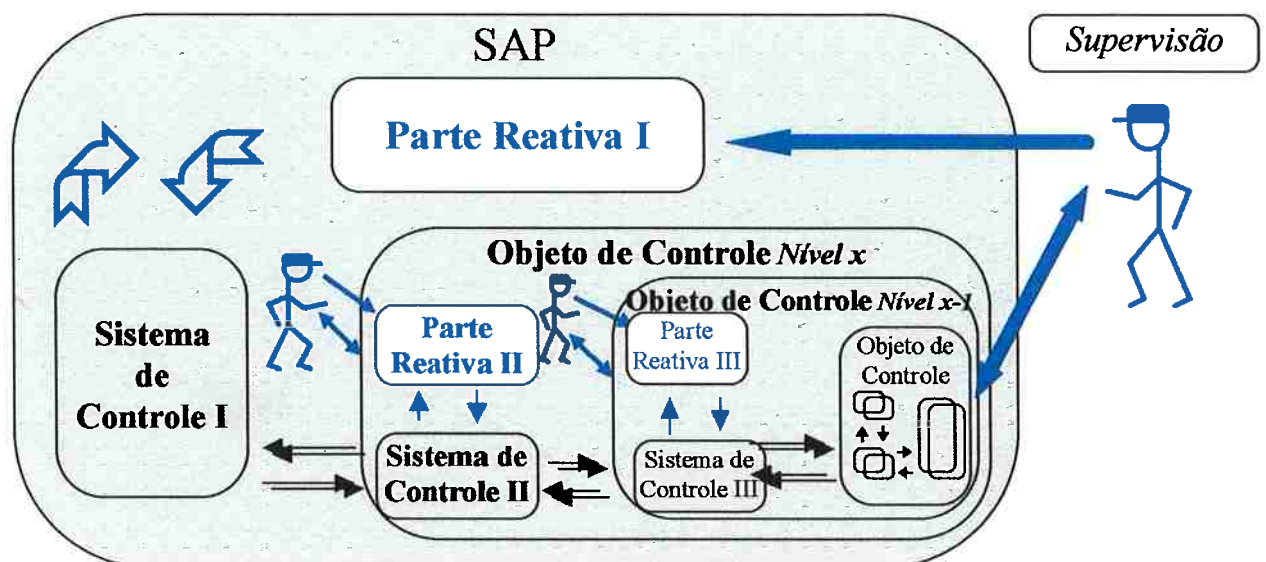 SAP
Supervisão
Parte Reativa I
Objeto de Controle Nível x
Objeto de Controle Nível x-1
Sistema
de
Controle I
Parte
Reativa II
Parte
Reativa III
Objeto de
Controle
Sistema de
Controle II
Sistema de
Controle III